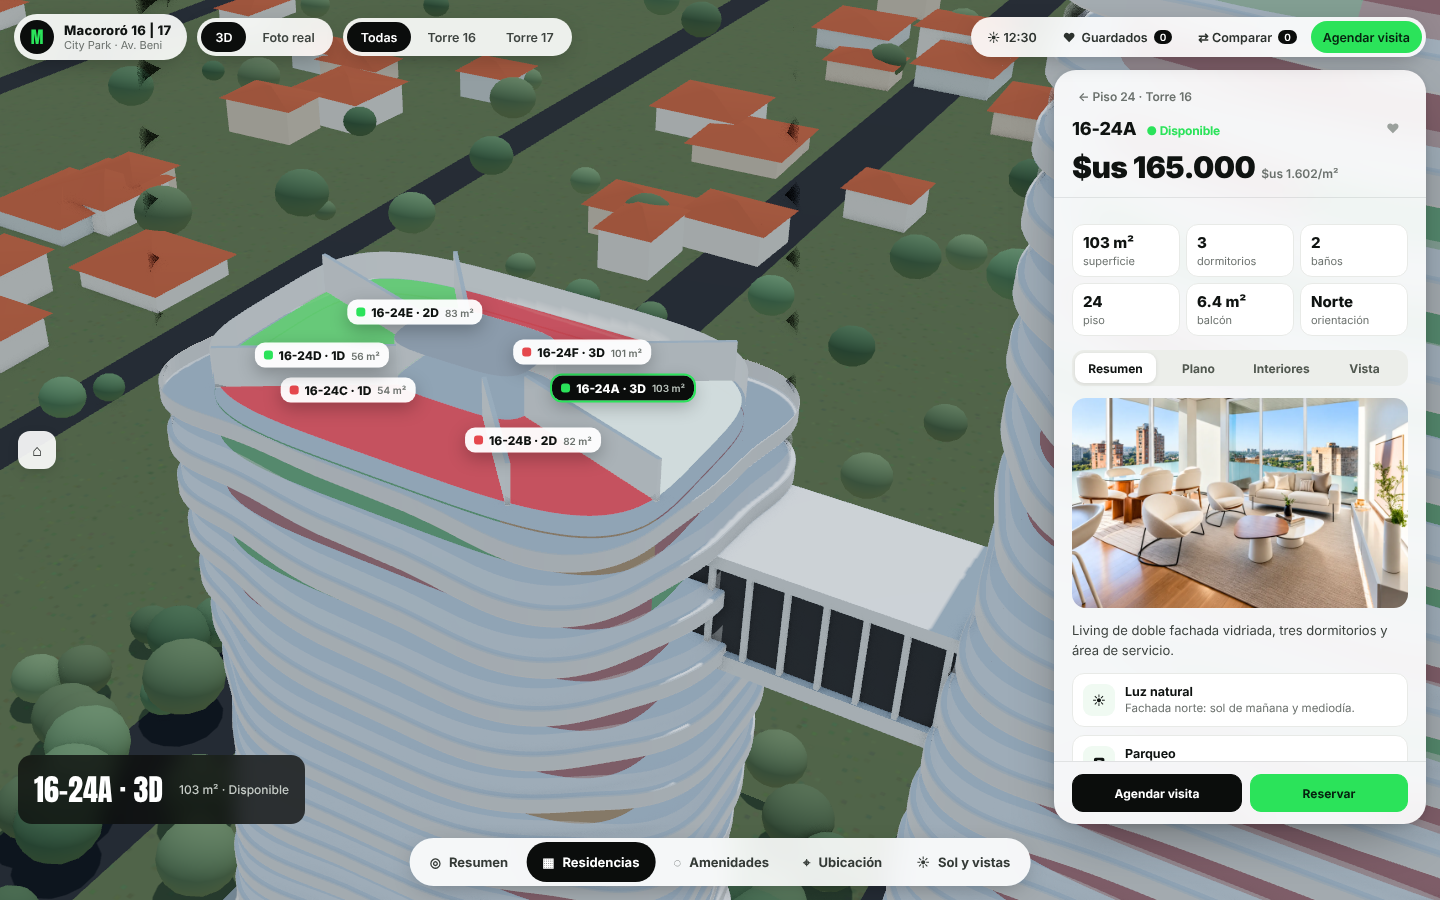 M
Macororó 16 | 17
City Park · Av. Beni
3D
Foto real
Todas
Torre 16
Torre 17
☀ 12:30
♥ Guardados 0
⇄ Comparar 0
Agendar visita
← Piso 24 · Torre 16
16-24A
Disponible
$us 165.000
$us 1.602/m²
103 m²
superficie
3
dormitorios
2
baños
24
piso
6.4 m²
balcón
Norte
orientación
Resumen
Plano
Interiores
Vista
Living de doble fachada vidriada, tres dormitorios y
área de servicio.
Luz natural
Fachada norte: sol de mañana y mediodía.
Parqueo
Agendar visita
Reservar
16-24E · 2D 83 m²
16-24D · 1D 56 m²
16-24F · 3D 101 m²
16-24C · 1D 54 m²
16-24A · 3D 103 m²
16-24B · 2D 82 m²
16-24A · 3D
103 m² · Disponible
Resumen
Residencias
Amenidades
Ubicación
Sol y vistas